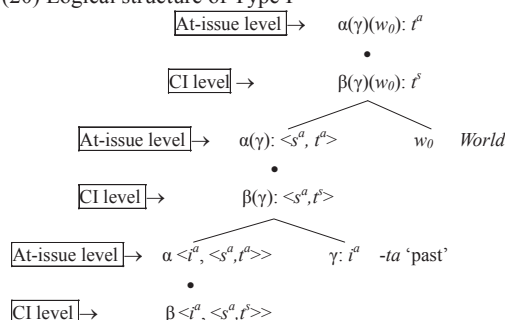 (20) Logical structure of Type I
At-issue level → α(γ)(w₀): tᵃ
•
CI level → β(γ)(w₀): tˢ
At-issue level → α(γ): <sᵃ, tᵃ> w₀ World
•
CI level → β(γ): <sᵃ,tˢ>
At-issue level → α <iᵃ, <sᵃ,tᵃ>> γ: iᵃ -ta ‘past’
•
CI level → β <iᵃ, <sᵃ,tˢ>>